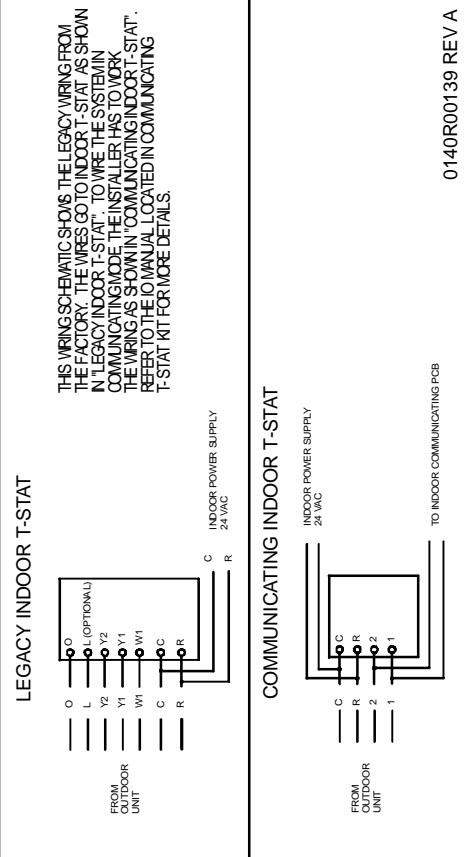 LEGACY INDOOR T-STAT
THIS WIRING SCHEMATIC SHOWS THE LEGACY WIRING FROM
THE FACTORY. THE WIRES GO TO INDOOR T-STAT AS SHOWN
IN "LEGACY INDOOR T-STAT". TO WIRE THE SYSTEM IN
COMMUNICATING MODE, THE INSTALLER HAS TO WORK
THE WIRING AS SHOWN IN "COMMUNICATING INDOOR T-STAT".
REFER TO THE IO MANUAL LOCATED IN COMMUNICATING
T-STAT KIT FOR MORE DETAILS.
FROM
OUTDOOR
UNIT
O
L
Y2
Y1
W1
C
R
O
L (OPTIONAL)
Y2
Y1
W1
C
R
C
R
INDOOR POWER SUPPLY
24 VAC
COMMUNICATING INDOOR T-STAT
FROM
OUTDOOR
UNIT
C
R
2
1
C
R
2
1
INDOOR POWER SUPPLY
24 VAC
TO INDOOR COMMUNICATING PCB
0140R00139 REV A